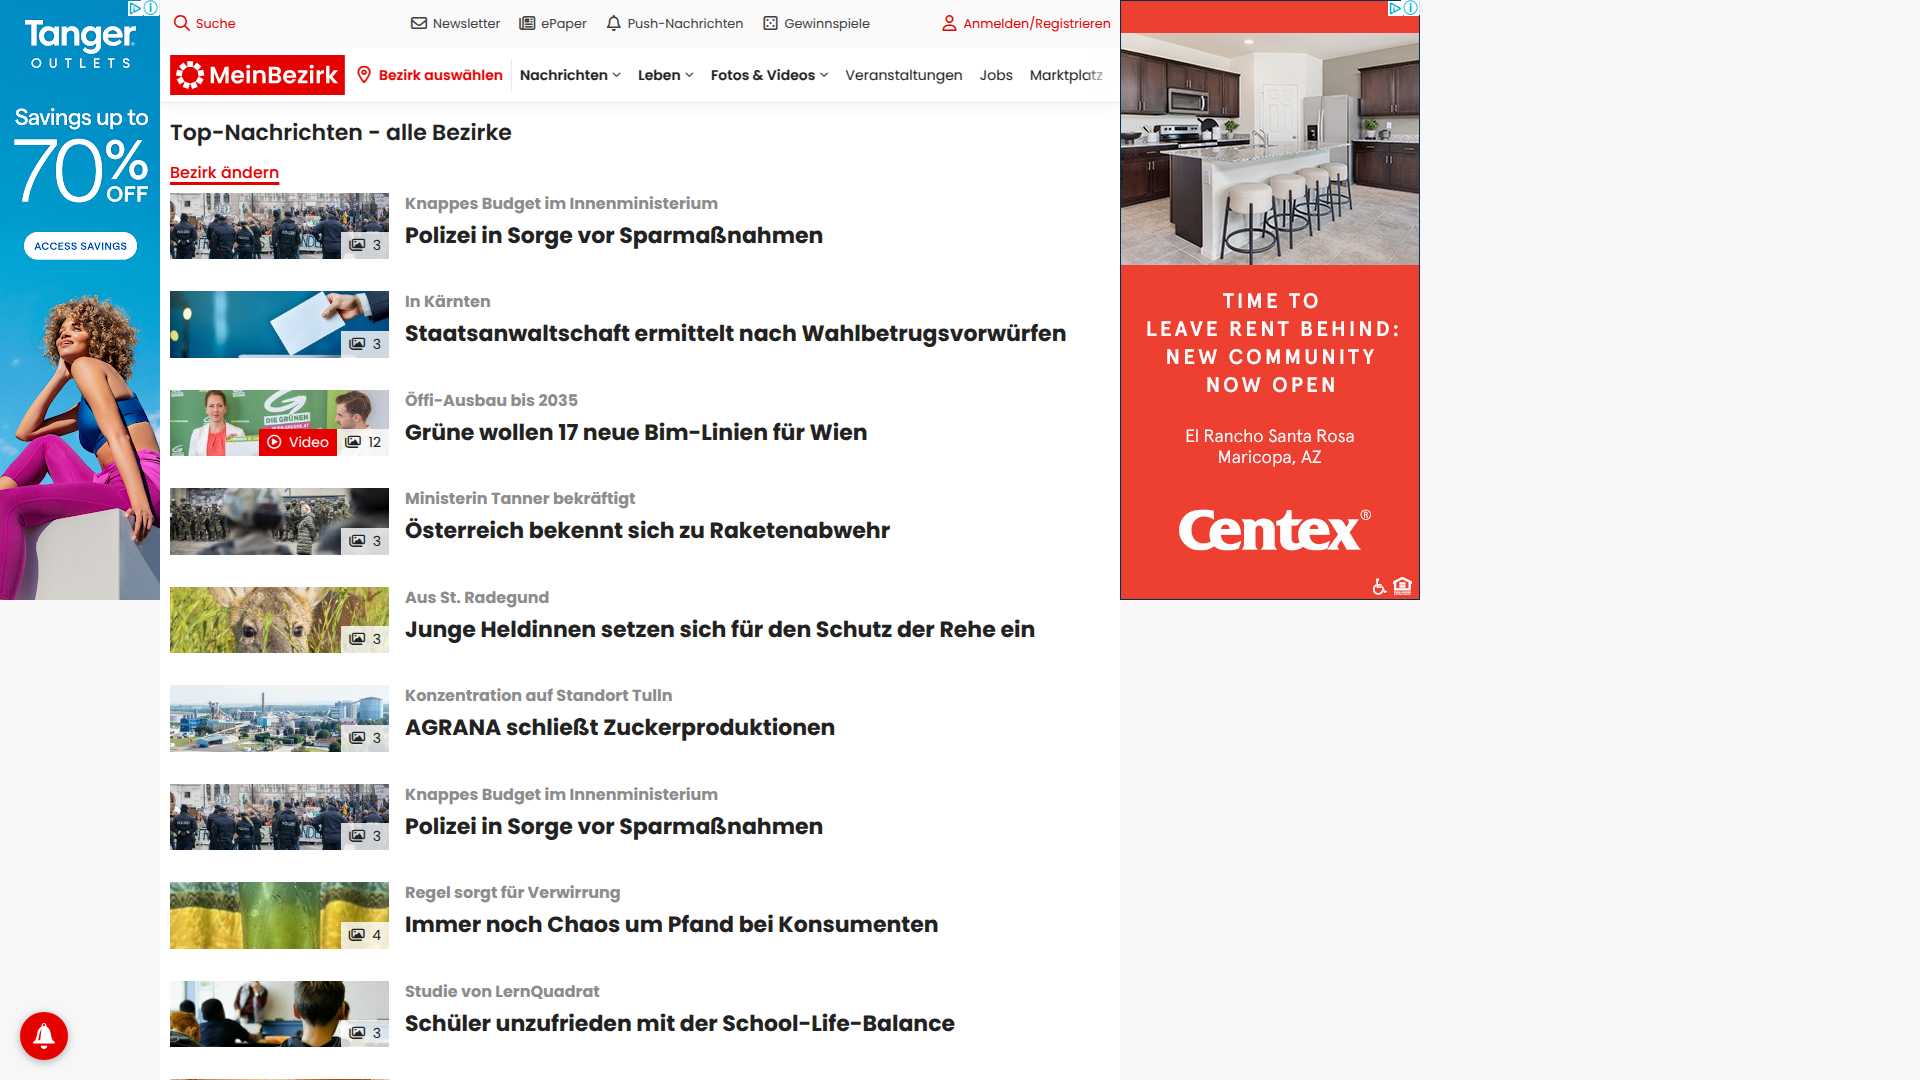 Tanger
OUTLETS
Savings up to
70%
OFF
ACCESS SAVINGS
Suche
Newsletter
ePaper
Push-Nachrichten
Gewinnspiele
Anmelden/Registrieren
MeinBezirk
Bezirk auswählen
Nachrichten
Leben
Fotos & Videos
Veranstaltungen
Jobs
Marktplatz
Top-Nachrichten - alle Bezirke
Bezirk ändern
3
Knappes Budget im Innenministerium
Polizei in Sorge vor Sparmaßnahmen
3
In Kärnten
Staatsanwaltschaft ermittelt nach Wahlbetrugsvorwürfen
DIE GRÜNEN
Video
12
Öffi-Ausbau bis 2035
Grüne wollen 17 neue Bim-Linien für Wien
3
Ministerin Tanner bekräftigt
Österreich bekennt sich zu Raketenabwehr
3
Aus St. Radegund
Junge Heldinnen setzen sich für den Schutz der Rehe ein
3
Konzentration auf Standort Tulln
AGRANA schließt Zuckerproduktionen
3
Knappes Budget im Innenministerium
Polizei in Sorge vor Sparmaßnahmen
4
Regel sorgt für Verwirrung
Immer noch Chaos um Pfand bei Konsumenten
3
Studie von LernQuadrat
Schüler unzufrieden mit der School-Life-Balance
TIME TO
LEAVE RENT BEHIND:
NEW COMMUNITY
NOW OPEN
El Rancho Santa Rosa
Maricopa, AZ
Centex®